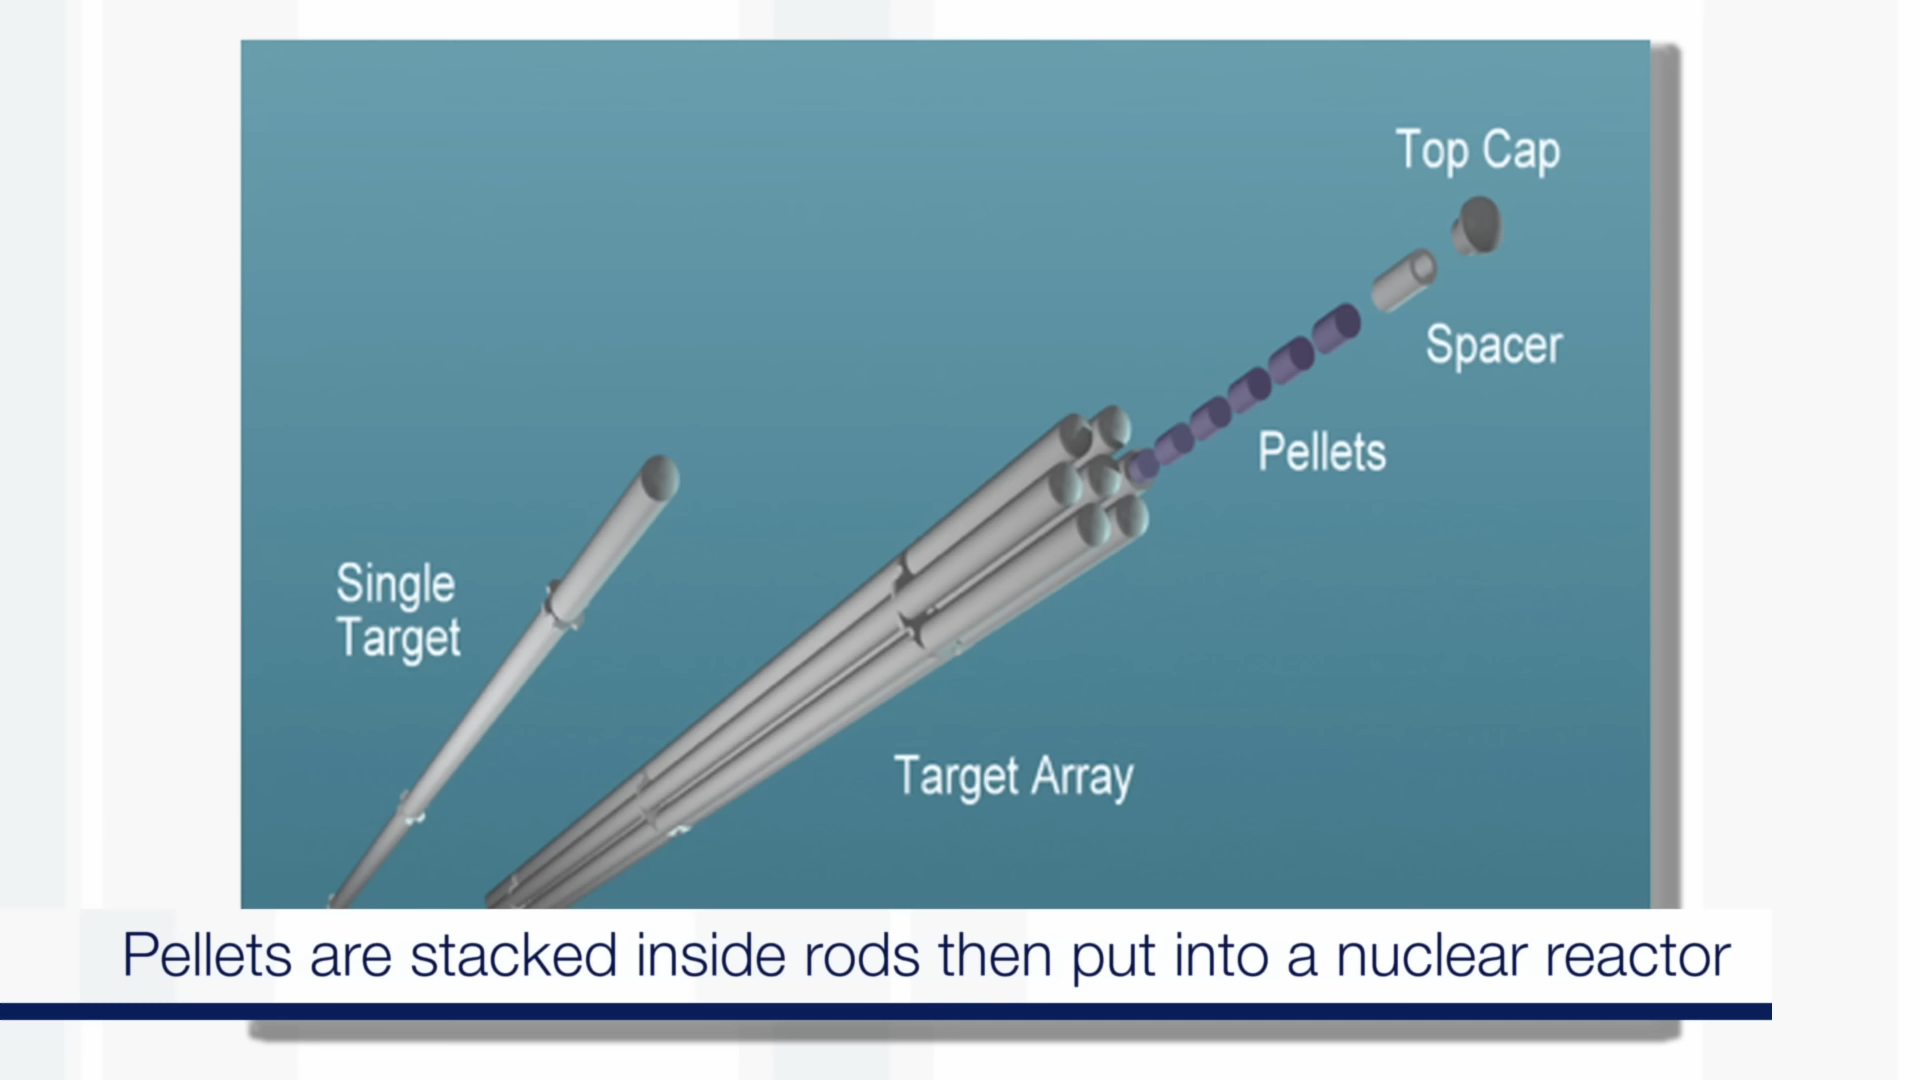 Top Cap
Spacer
Pellets
Single
Target
Target Array
Pellets are stacked inside rods then put into a nuclear reactor